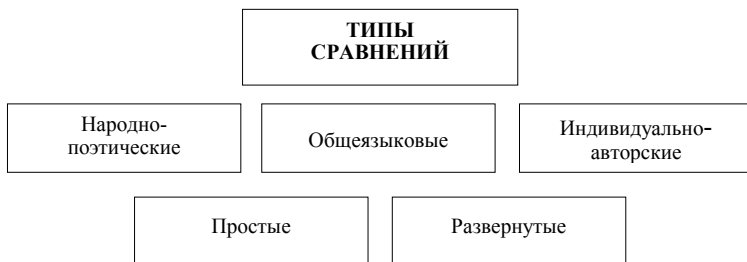 ТИПЫ
СРАВНЕНИЙ
Народно-
поэтические
Общеязыковые
Индивидуально-
авторские
Простые
Развернутые